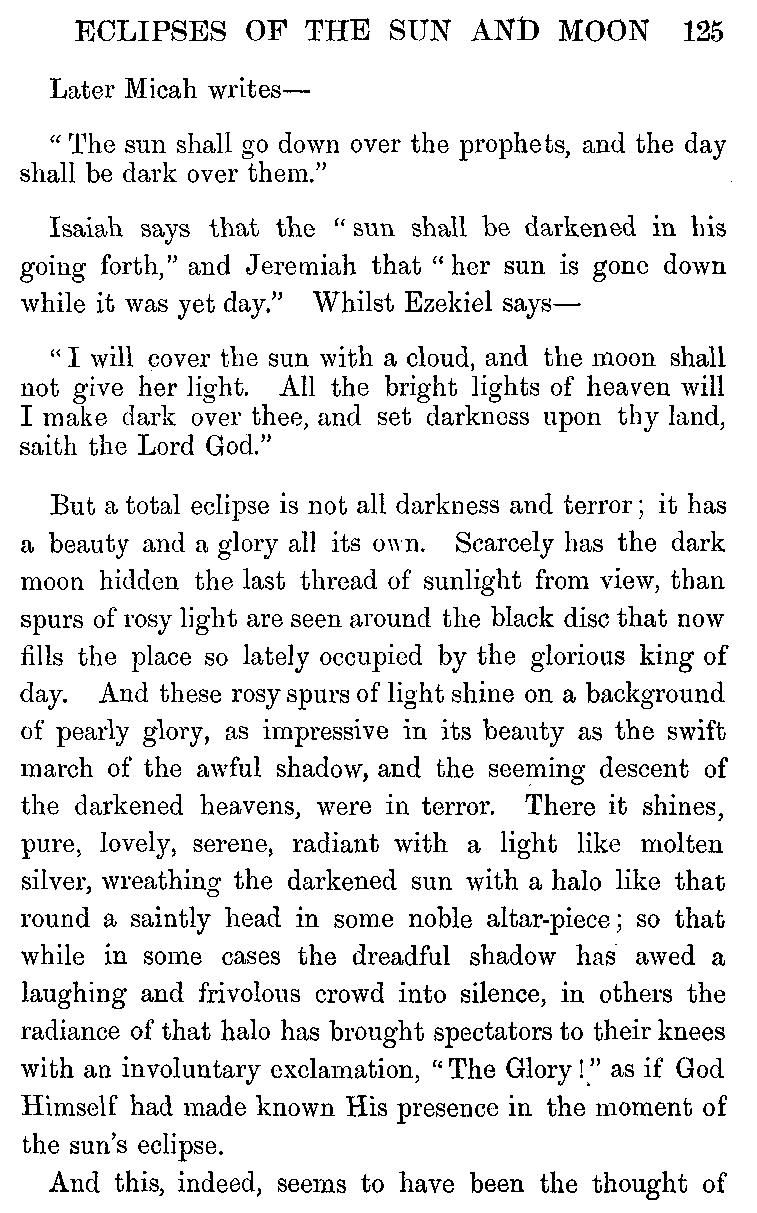 ECLIPSES OF THE SUN AND MOON 125
Later Micah writes—
“The sun shall go down over the prophets, and the day
shall be dark over them.”
Isaiah says that the “sun shall be darkened in his
going forth,” and Jeremiah that “her sun is gone down
while it was yet day.” Whilst Ezekiel says—
“I will cover the sun with a cloud, and the moon shall
not give her light. All the bright lights of heaven will
I make dark over thee, and set darkness upon thy land,
saith the Lord God.”
But a total eclipse is not all darkness and terror; it has
a beauty and a glory all its own. Scarcely has the dark
moon hidden the last thread of sunlight from view, than
spurs of rosy light are seen around the black disc that now
fills the place so lately occupied by the glorious king of
day. And these rosy spurs of light shine on a background
of pearly glory, as impressive in its beauty as the swift
march of the awful shadow, and the seeming descent of
the darkened heavens, were in terror. There it shines,
pure, lovely, serene, radiant with a light like molten
silver, wreathing the darkened sun with a halo like that
round a saintly head in some noble altar-piece; so that
while in some cases the dreadful shadow has awed a
laughing and frivolous crowd into silence, in others the
radiance of that halo has brought spectators to their knees
with an involuntary exclamation, “The Glory!” as if God
Himself had made known His presence in the moment of
the sun's eclipse.
And this, indeed, seems to have been the thought of